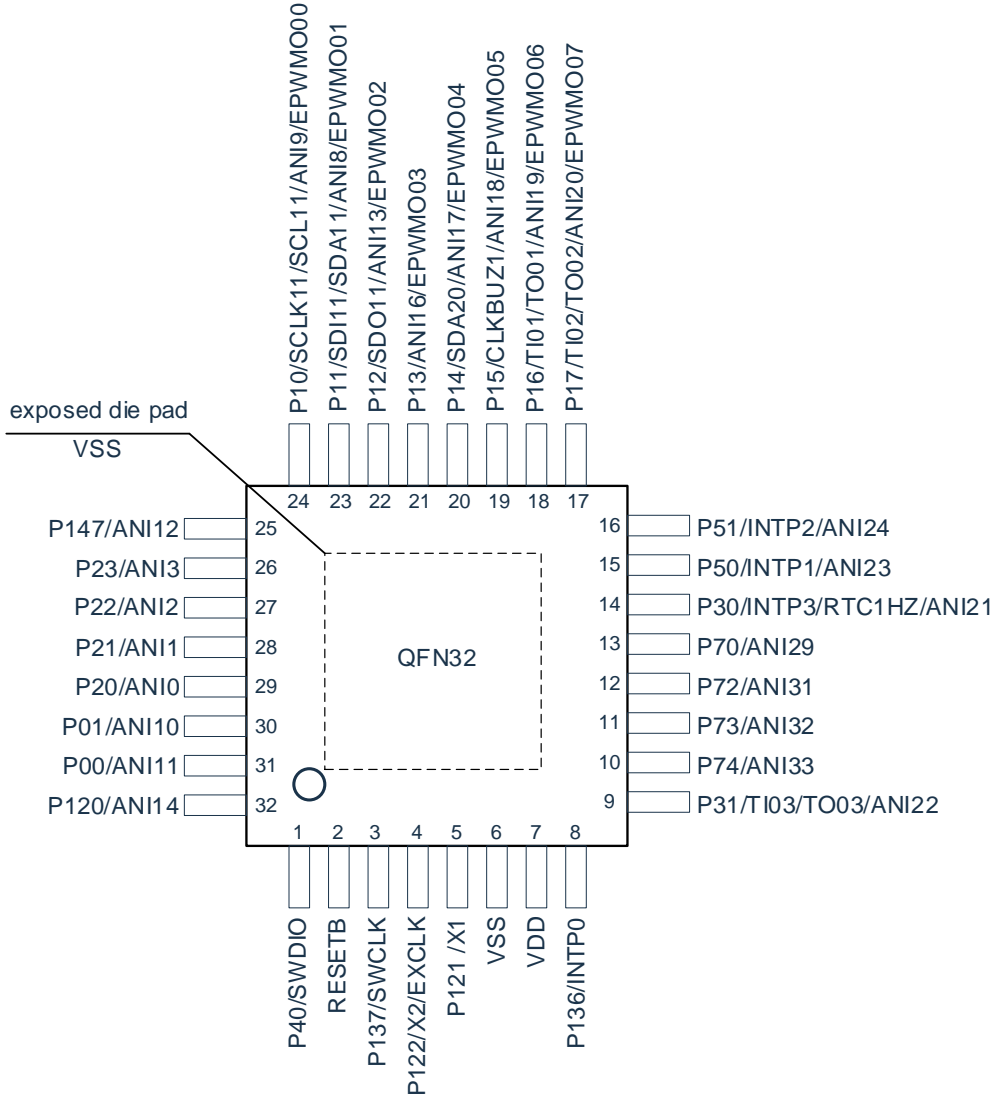 P10/SCLK11/SCL11/ANI9/EPWMO00
P11/SDI11/SDA11/ANI8/EPWMO01
P12/SDO11/ANI13/EPWMO02
P13/ANI16/EPWMO03
P14/SDA20/ANI17/EPWMO04
P15/CLKBUZ1/ANI18/EPWMO05
P16/TI01/TO01/ANI19/EPWMO06
P17/TI02/TO02/ANI20/EPWMO07
exposed die pad
VSS
24 23 22 21 20 19 18 17
P147/ANI12 25
P23/ANI3 26
P22/ANI2 27
P21/ANI1 28
P20/ANI0 29
P01/ANI10 30
P00/ANI11 31
P120/ANI14 32
QFN32
16 P51/INTP2/ANI24
15 P50/INTP1/ANI23
14 P30/INTP3/RTC1HZ/ANI21
13 P70/ANI29
12 P72/ANI31
11 P73/ANI32
10 P74/ANI33
9 P31/TI03/TO03/ANI22
1 2 3 4 5 6 7 8
P40/SWDIO
RESETB
P137/SWCLK
P122/X2/EXCLK
P121 /X1
VSS
VDD
P136/INTP0